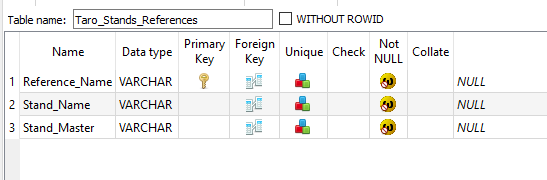 Table name: Taro_Stands_References WITHOUT ROWID
Name Data type Primary Key Foreign Key Unique Check Not NULL Collate
1 Reference_Name VARCHAR NULL
2 Stand_Name VARCHAR NULL
3 Stand_Master VARCHAR NULL